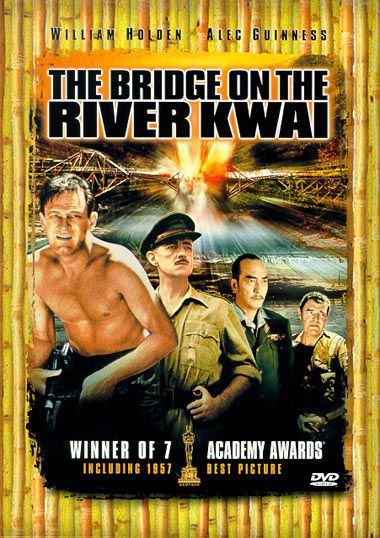 WILLIAM HOLDEN ALEC GUINNESS
THE BRIDGE ON THE
RIVER KWAI
WINNER OF 7 ACADEMY AWARDS®
INCLUDING 1957 BEST PICTURE
DVD
VIDEO